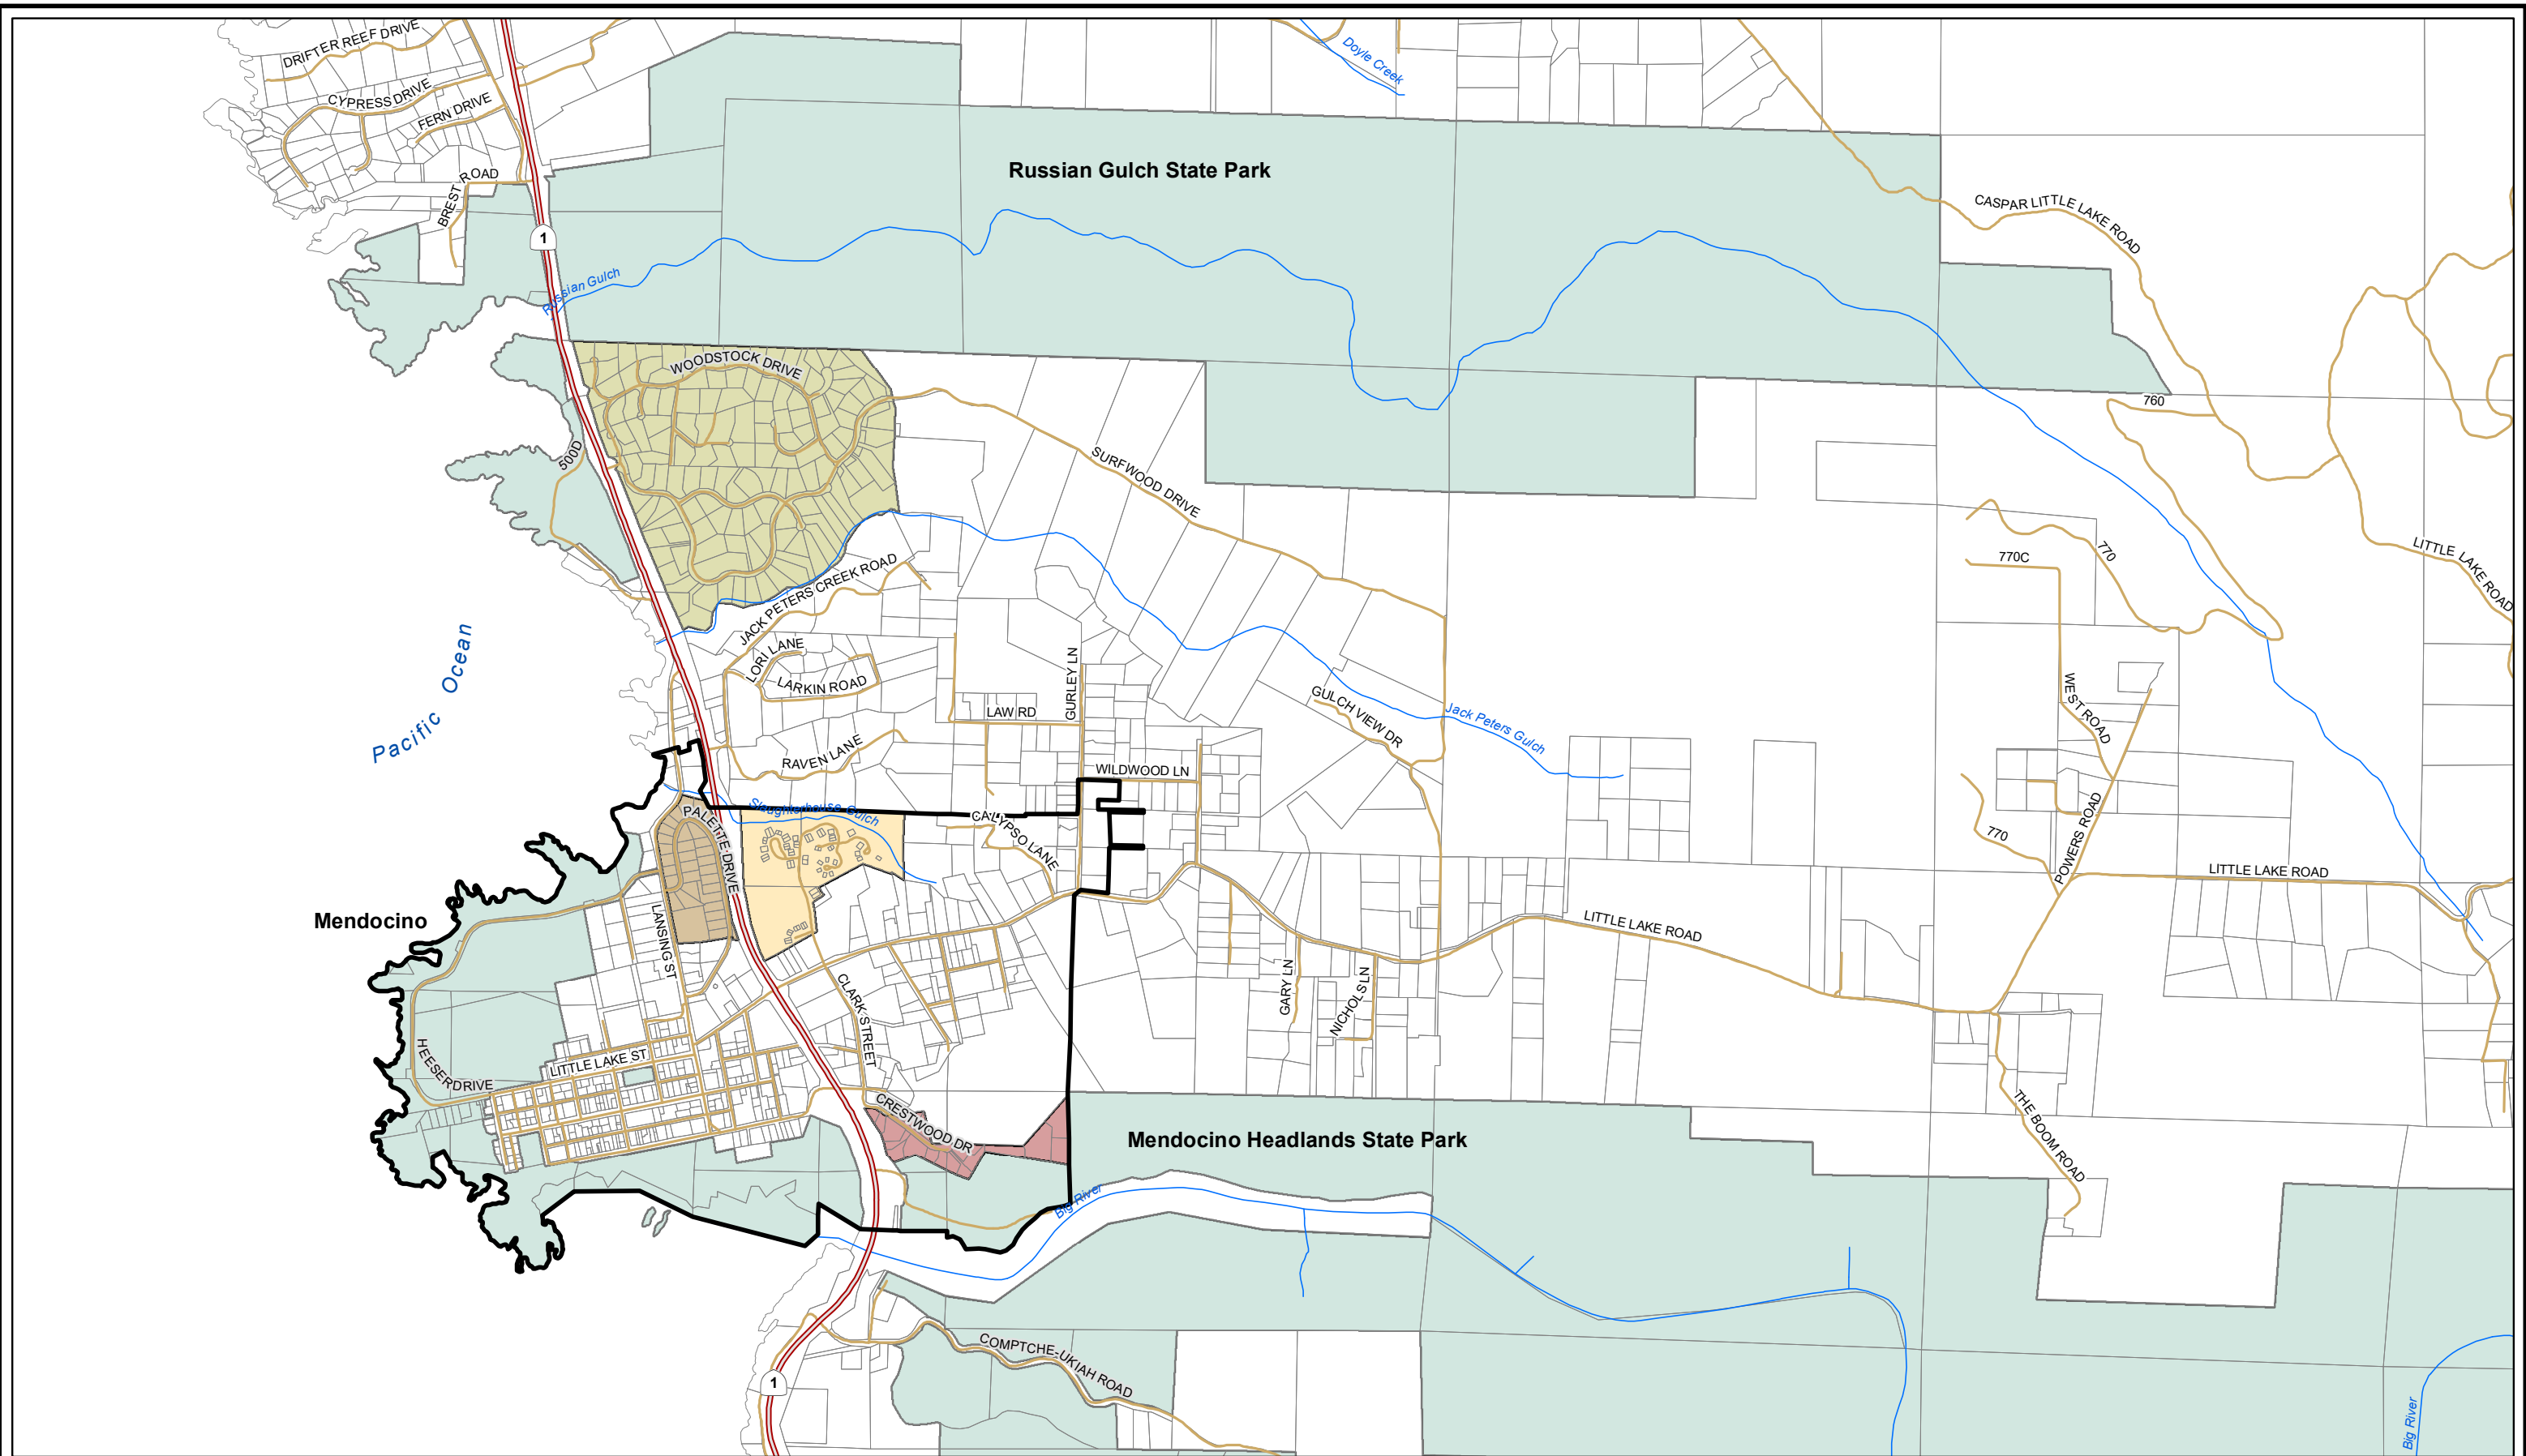 DRIFTER REEF DRIVE
Doyle Creek
CYPRESS DRIVE
FERN DRIVE
Russian Gulch State Park
BREST ROAD
CASPAR LITTLE LAKE ROAD
1
Russian Gulch
WOODSTOCK DRIVE
760
500D
SURFWOOD DRIVE
770C
770
LITTLE LAKE ROAD
JACK PETERS CREEK ROAD
Pacific Ocean
LORI LANE
LARKIN ROAD
GURLEY LN
LAW RD
GULCH VIEW DR
Jack Peters Gulch
WEST ROAD
RAVEN LANE
WILDWOOD LN
Slaughterhouse Gulch
PALETTE DRIVE
CALYPSO LANE
770
POWERS ROAD
LITTLE LAKE ROAD
Mendocino
LANSING ST
LITTLE LAKE ROAD
CLARK STREET
GARY LN
NICHOLS LN
HEESER DRIVE
LITTLE LAKE ST
CRESTWOOD DR
THE BOOM ROAD
Mendocino Headlands State Park
Big River
COMPTCHE-UKIAH ROAD
1
Big River